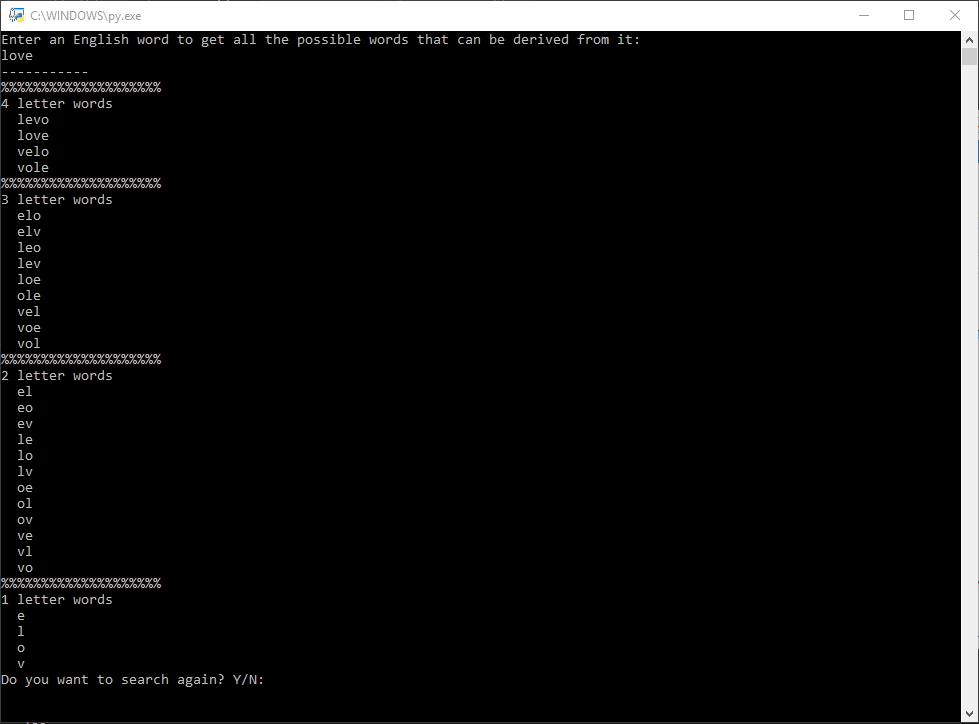 C:\WINDOWS\py.exe
Enter an English word to get all the possible words that can be derived from it:
love
-----------
%%%%%%%%%%%%%%%%%%%%
4 letter words
levo
love
velo
vole
%%%%%%%%%%%%%%%%%%%%
3 letter words
elo
elv
leo
lev
loe
ole
vel
voe
vol
%%%%%%%%%%%%%%%%%%%%
2 letter words
el
eo
ev
le
lo
lv
oe
ol
ov
ve
vl
vo
%%%%%%%%%%%%%%%%%%%%
1 letter words
e
l
o
v
Do you want to search again? Y/N: